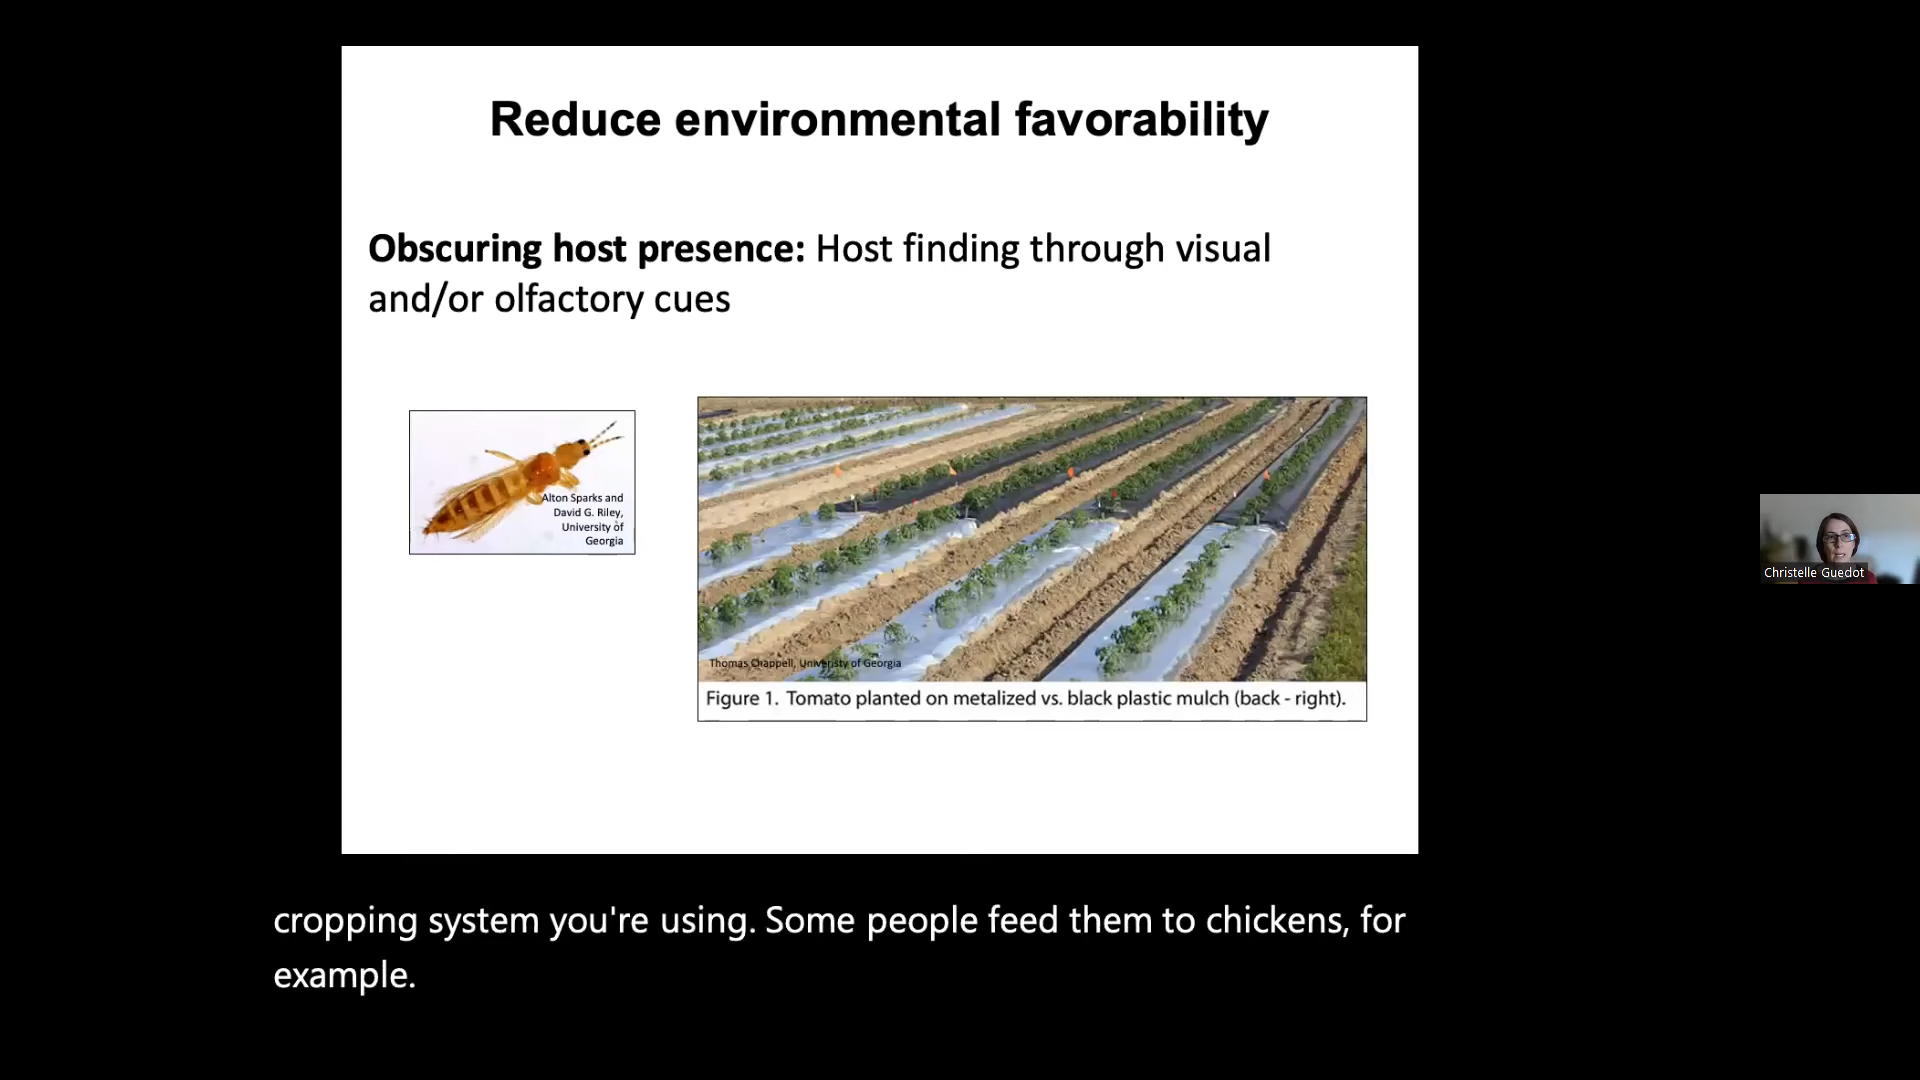 Reduce environmental favorability
Obscuring host presence: Host finding through visual
and/or olfactory cues
Alton Sparks and
David G. Riley,
University of
Georgia
Thomas Chappell, Univeristy of Georgia
Figure 1. Tomato planted on metalized vs. black plastic mulch (back - right).
Christelle Guedot
cropping system you're using. Some people feed them to chickens, for
example.